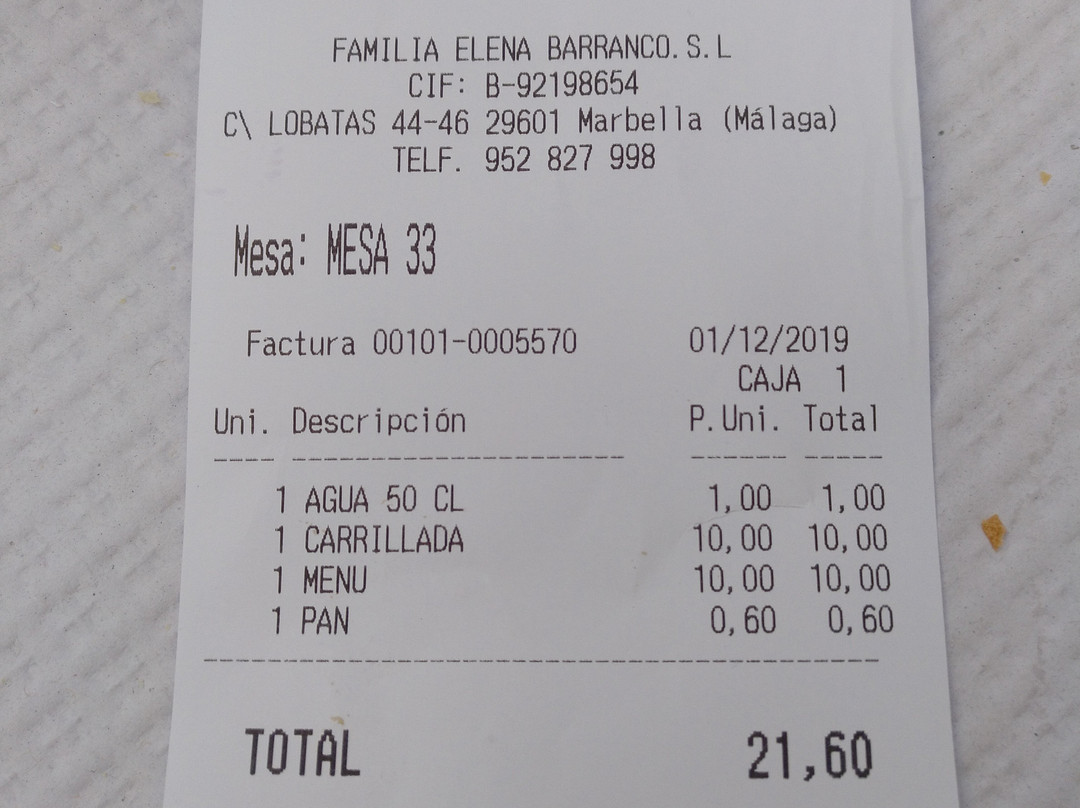 FAMILIA ELENA BARRANCO.S.L
CIF: B-92198654
C\ LOBATAS 44-46 29601 Marbella (Málaga)
TELF. 952 827 998
Mesa: MESA 33
Factura 00101-0005570 01/12/2019
CAJA 1
Uni. Descripción P.Uni. Total
1 AGUA 50 CL 1,00 1,00
1 CARRILLADA 10,00 10,00
1 MENU 10,00 10,00
1 PAN 0,60 0,60
TOTAL 21,60